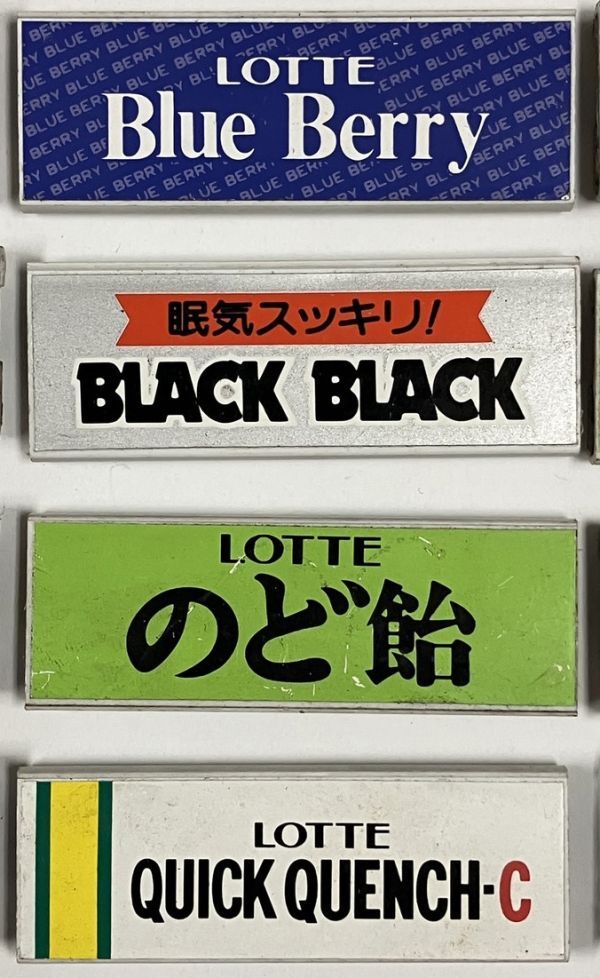 LOTTE
Blue Berry
眠気スッキリ!
BLACK BLACK
LOTTE
のど飴
LOTTE
QUICK QUENCH-C